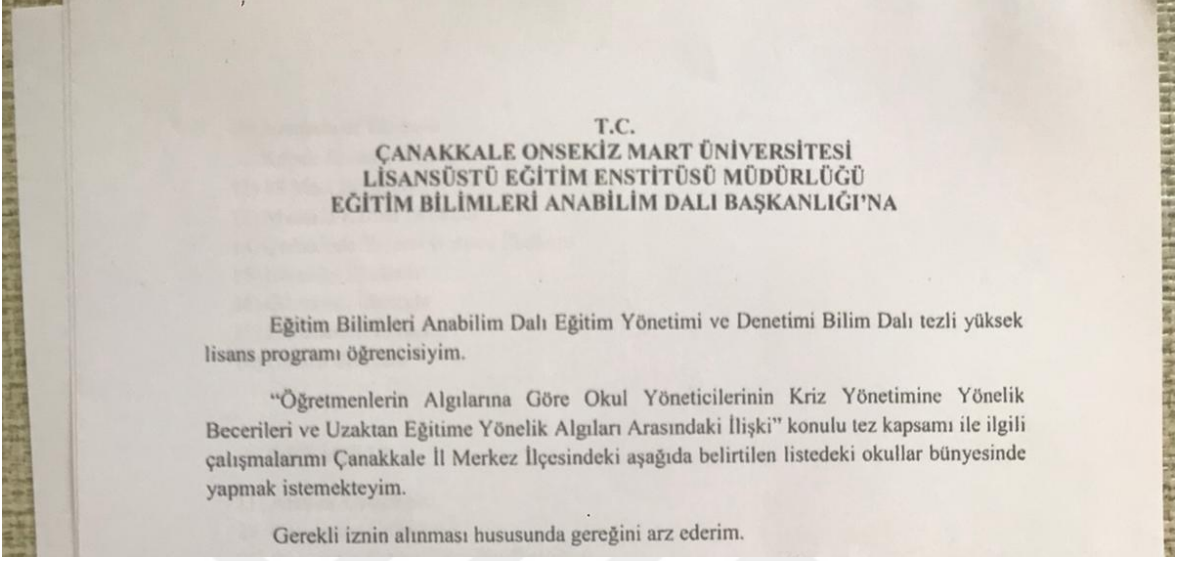 T.C.
ÇANAKKALE ONSEKİZ MART ÜNİVERSİTESİ
LİSANSÜSTÜ EĞİTİM ENSTİTÜSÜ MÜDÜRLÜĞÜ
EĞİTİM BİLİMLERİ ANABİLİM DALI BAŞKANLIĞI'NA
Eğitim Bilimleri Anabilim Dalı Eğitim Yönetimi ve Denetimi Bilim Dalı tezli yüksek
lisans programı öğrencisiyim.
“Öğretmenlerin Algılarına Göre Okul Yöneticilerinin Kriz Yönetimine Yönelik
Becerileri ve Uzaktan Eğitime Yönelik Algıları Arasındaki İlişki” konulu tez kapsamı ile ilgili
çalışmalarımı Çanakkale İl Merkez İlçesindeki aşağıda belirtilen listedeki okullar bünyesinde
yapmak istemekteyim.
Gerekli iznin alınması hususunda gereğini arz ederim.